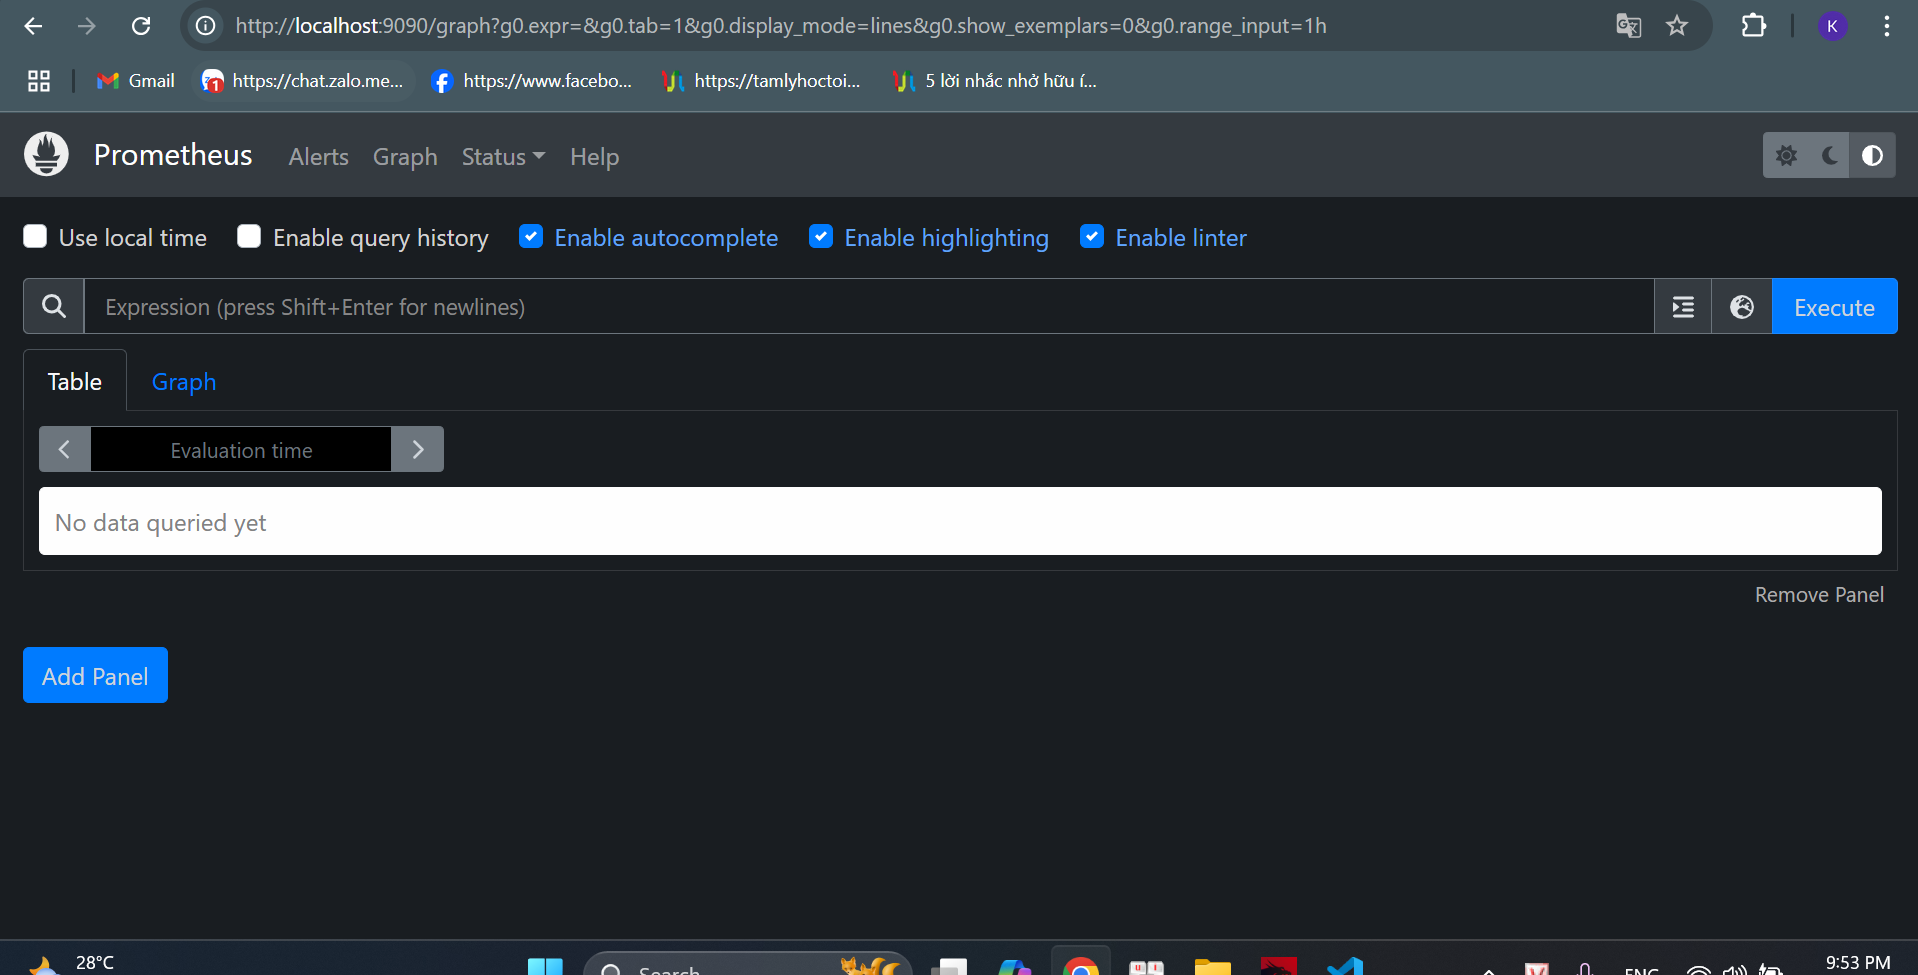 http://localhost:9090/graph?g0.expr=&g0.tab=1&g0.display_mode=lines&g0.show_exemplars=0&g0.range_input=1h
K
Gmail
1
https://chat.zalo.me...
https://www.facebo...
https://tamlyhoctoi...
5 lời nhắc nhở hữu í...
Prometheus
Alerts
Graph
Status
Help
Use local time
Enable query history
Enable autocomplete
Enable highlighting
Enable linter
Expression (press Shift+Enter for newlines)
Execute
Table
Graph
Evaluation time
No data queried yet
Remove Panel
Add Panel
28°C
Search
ENG
9:53 PM